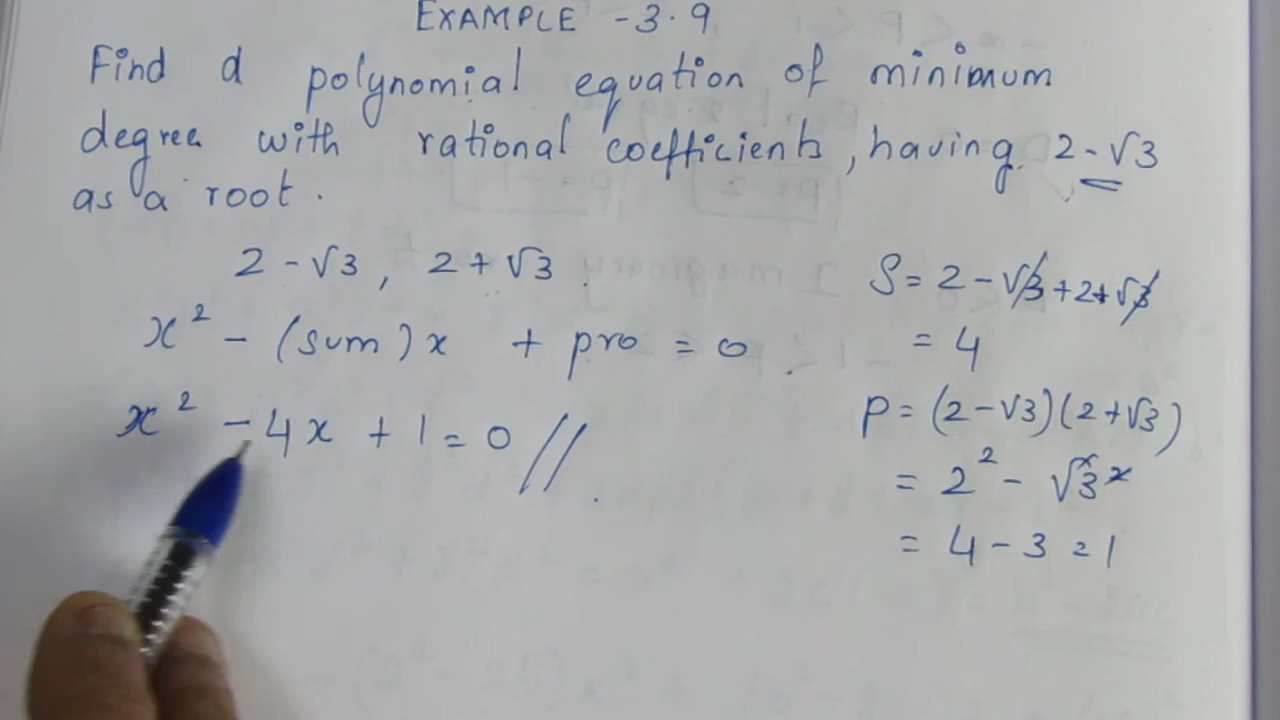 EXAMPLE - 3.9
Find a polynomial equation of minimum
degree with rational coefficients, having 2 - √3
as a root.
2 - √3, 2 + √3.
x² - (sum)x + pro = 0.
x² - 4x + 1 = 0 //.
S = 2 - √3 + 2 + √3
= 4
P = (2 - √3)(2 + √3)
= 2² - √3²
= 4 - 3 = 1